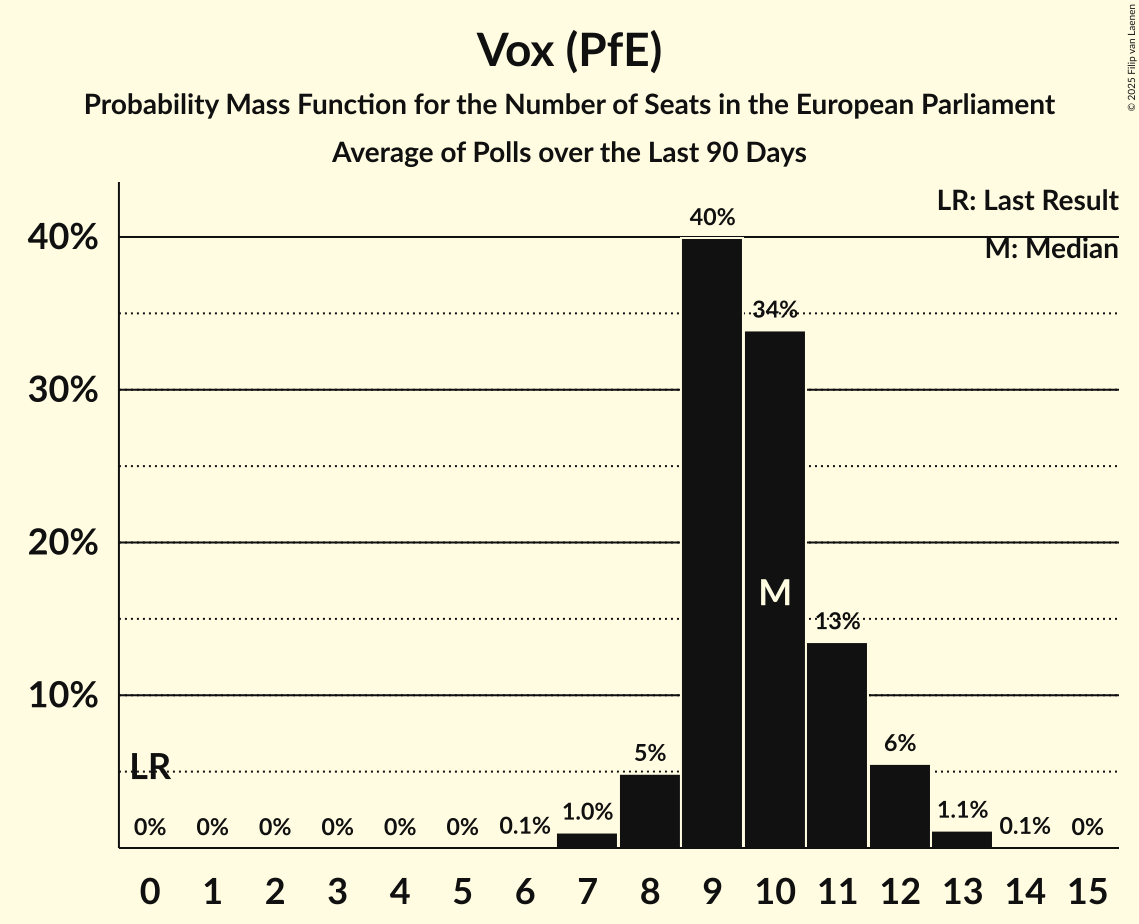 Vox (PfE)
Probability Mass Function for the Number of Seats in the European Parliament
Average of Polls over the Last 90 Days
© 2025 Filip van Laenen
LR: Last Result
M: Median
40%
30%
20%
10%
40%
34%
M
13%
LR
5%
6%
0%
0%
0%
0%
0%
0%
0.1%
1.0%
1.1%
0.1%
0%
0 1 2 3 4 5 6 7 8 9 10 11 12 13 14 15